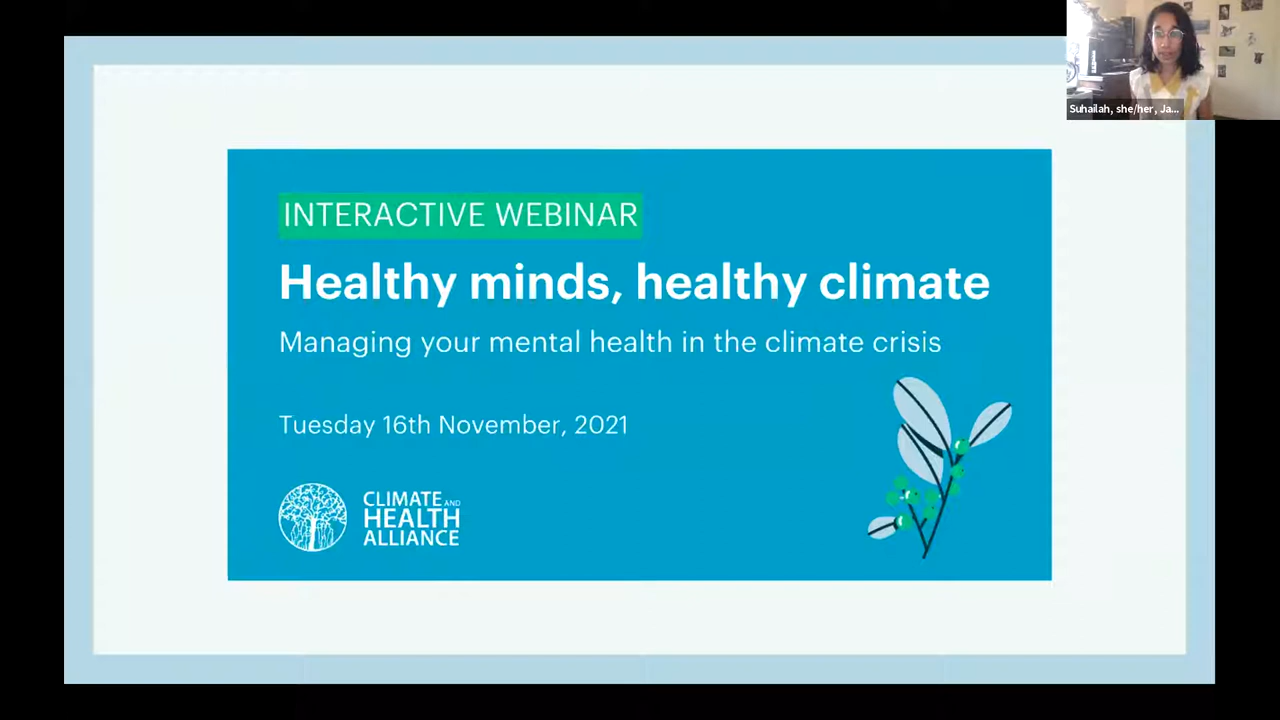 Suhailah, she/her, Ja...
INTERACTIVE WEBINAR
Healthy minds, healthy climate
Managing your mental health in the climate crisis
Tuesday 16th November, 2021
CLIMATE AND
HEALTH
ALLIANCE